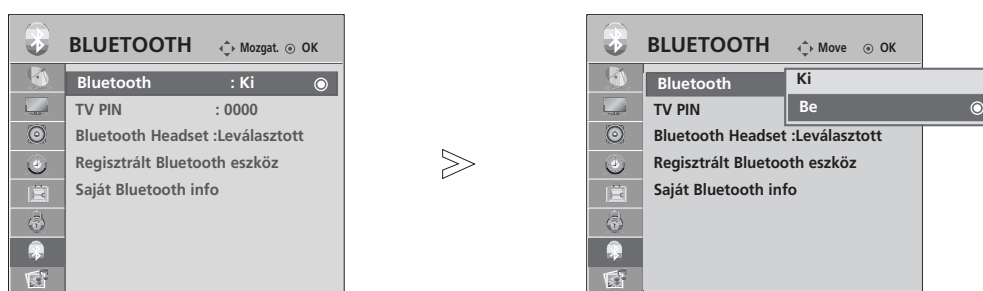 BLUETOOTH Mozgat. OK
Bluetooth : Ki
TV PIN : 0000
Bluetooth Headset :Leválasztott
Regisztrált Bluetooth eszköz
Saját Bluetooth info
BLUETOOTH Move OK
Bluetooth Ki
TV PIN Be
Bluetooth Headset :Leválasztott
Regisztrált Bluetooth eszköz
Saját Bluetooth info